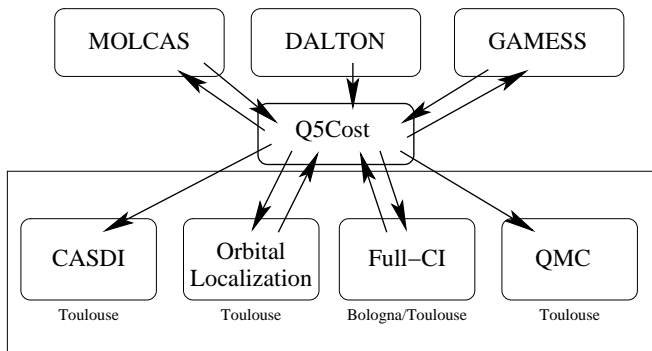 MOLCAS DALTON GAMESS
Q5Cost
CASDI Orbital Localization Full−CI QMC
Toulouse Toulouse Bologna/Toulouse Toulouse